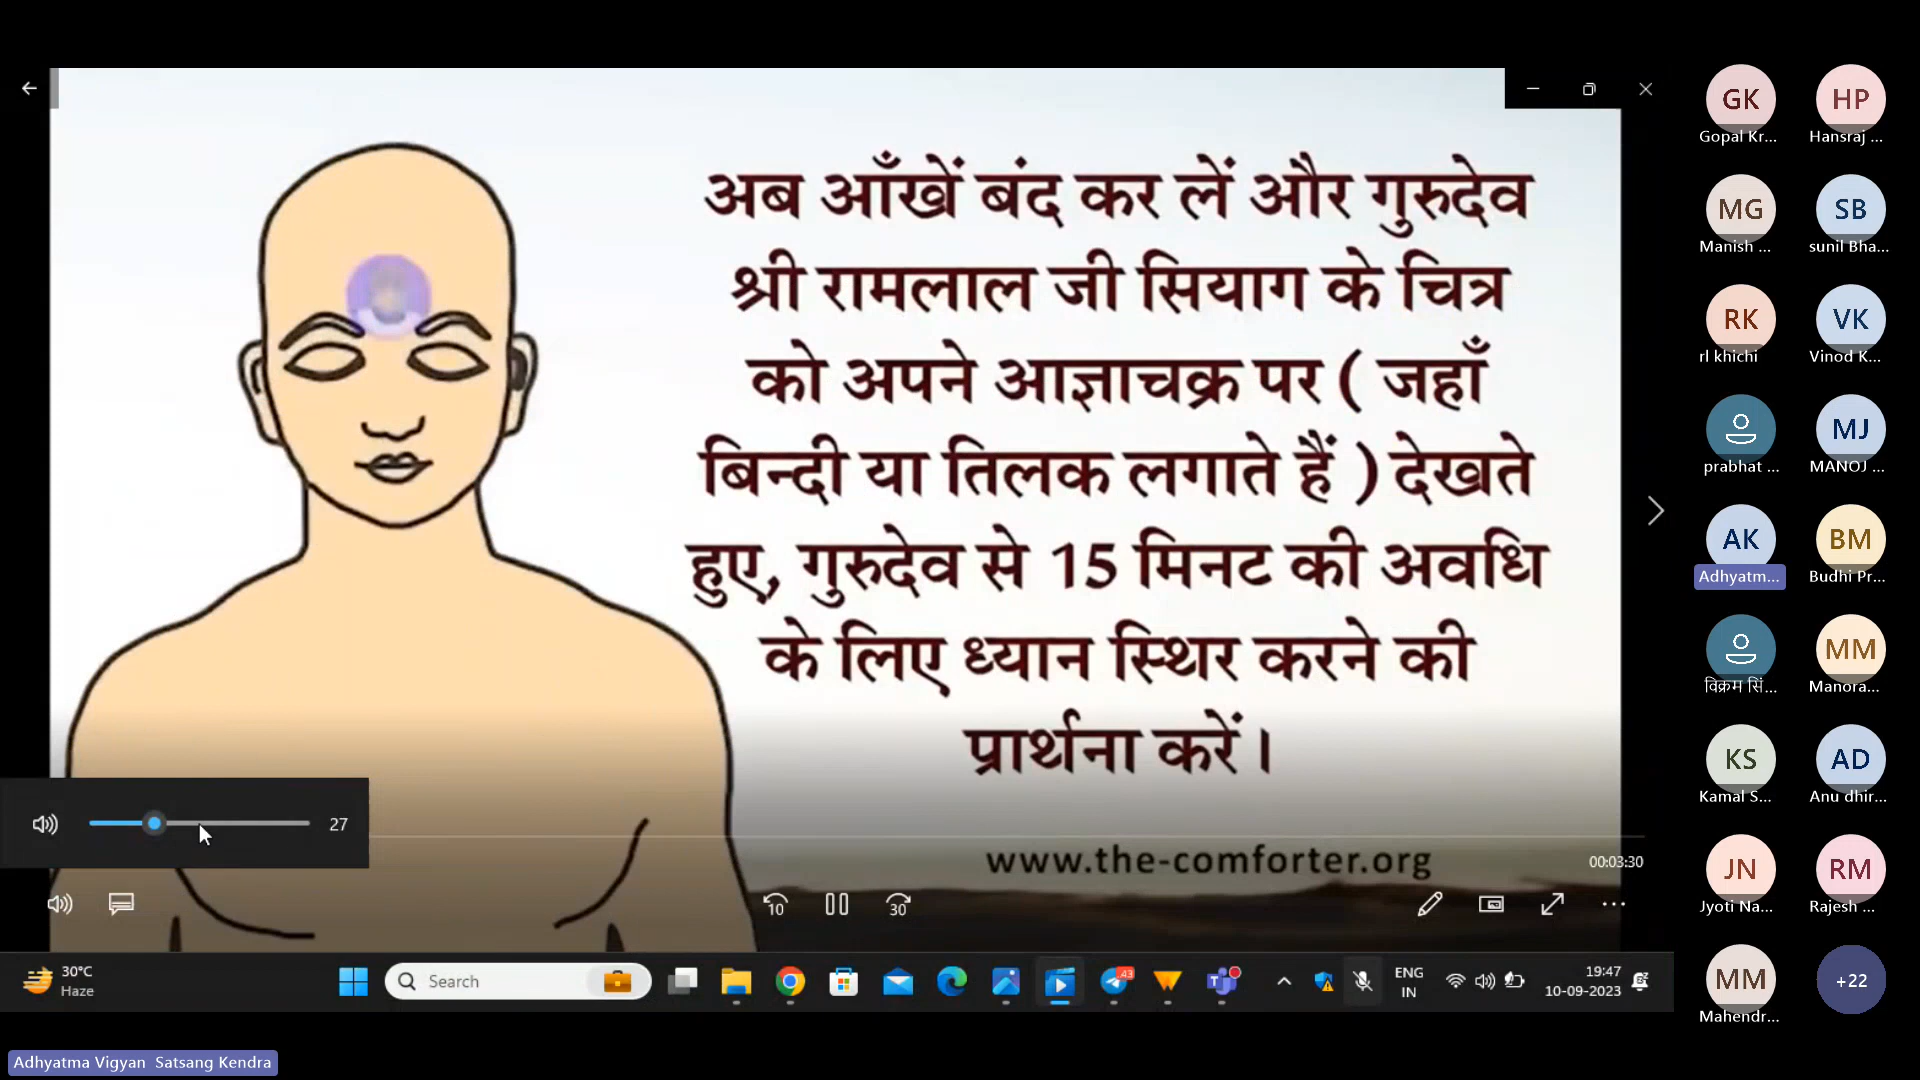 अब आँखें बंद कर लें और गुरुदेव
श्री रामलाल जी सियाग के चित्र
को अपने आज्ञाचक्र पर ( जहाँ
बिन्दी या तिलक लगाते हैं ) देखते
हुए, गुरुदेव से 15 मिनट की अवधि
के लिए ध्यान स्थिर करने की
प्रार्थना करें।
27
www.the-comforter.org
00:03:30
10
30
30°C
Haze
Search
43
ENG
IN
19:47
10-09-2023
Adhyatma Vigyan Satsang Kendra
GK
Gopal Kr...
HP
Hansraj ...
MG
Manish ...
SB
sunil Bha...
RK
rl khichi
VK
Vinod K...
prabhat ...
MJ
MANOJ ...
AK
Adhyatm...
BM
Budhi Pr...
विक्रम सिं...
MM
Manora...
KS
Kamal S...
AD
Anu dhir...
JN
Jyoti Na...
RM
Rajesh ...
MM
Mahendr...
+22